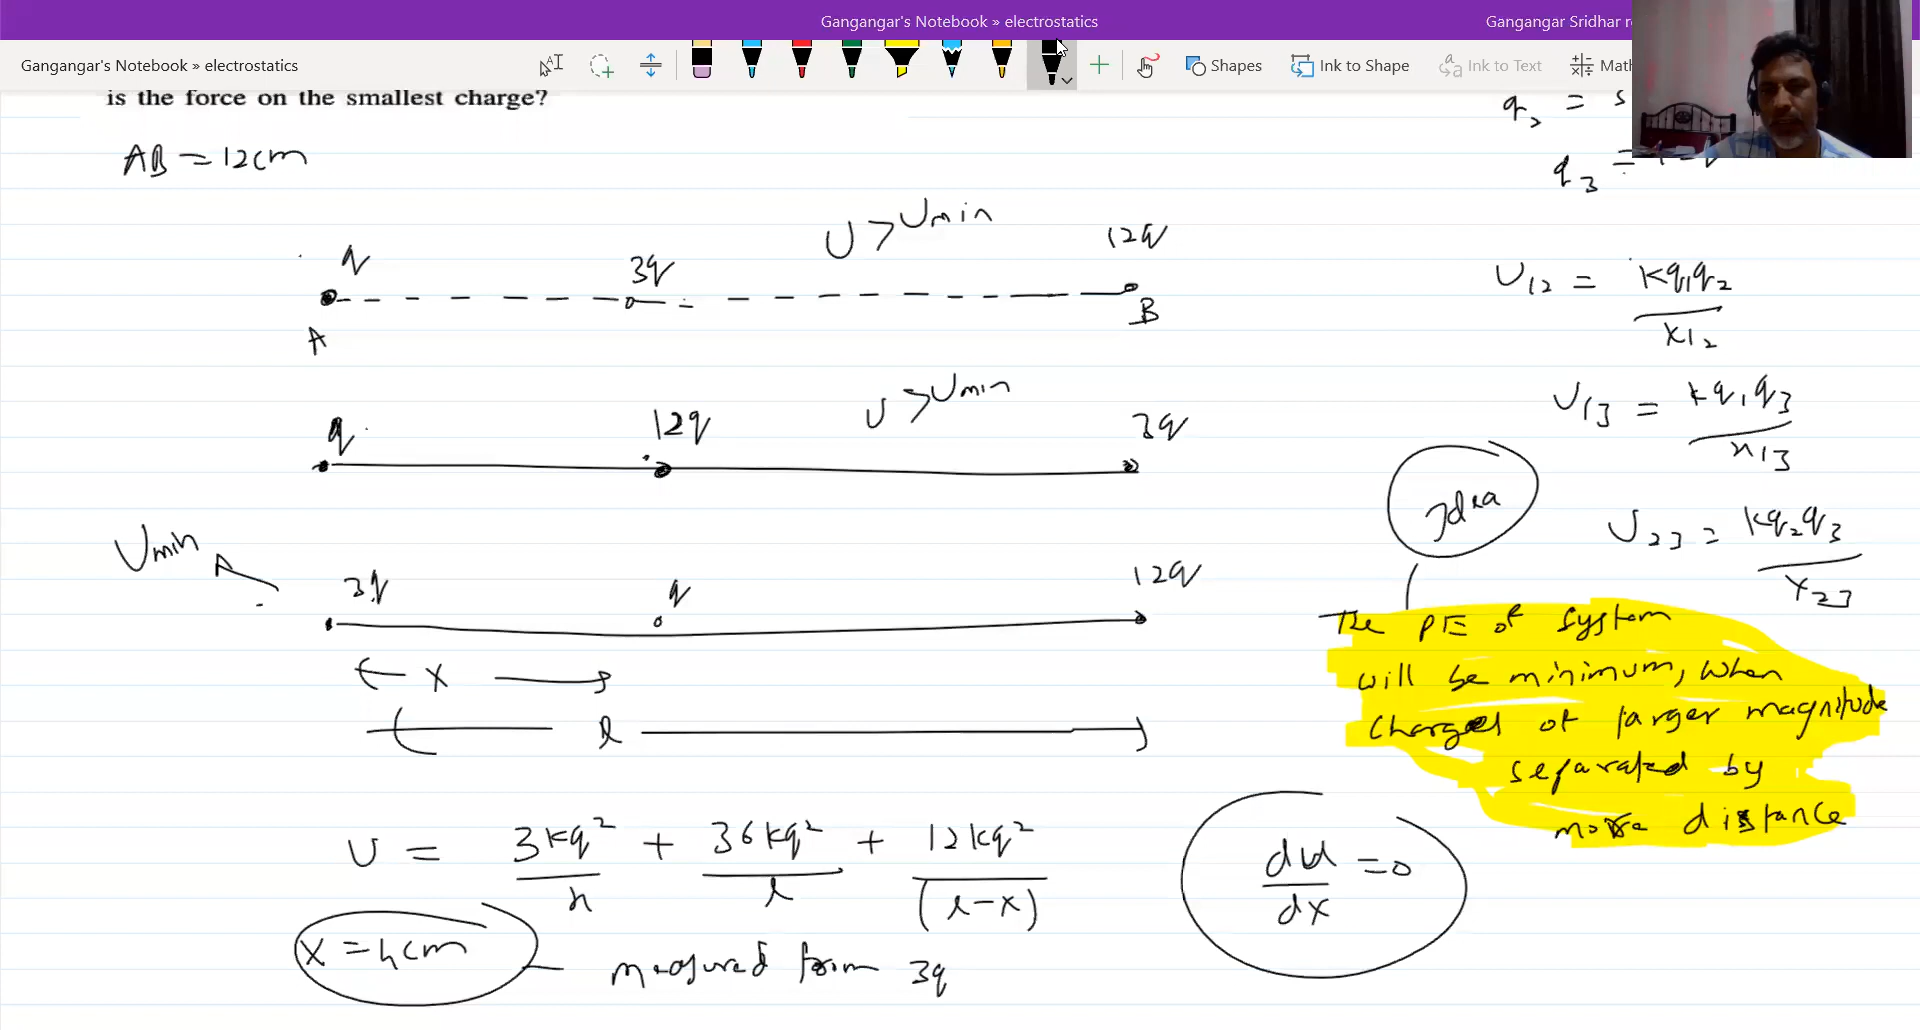 Gangangar's Notebook » electrostatics
Gangangar Sridhar
Gangangar's Notebook » electrostatics
Shapes
Ink to Shape
Ink to Text
Math
is the force on the smallest charge?
q2 = 5
AB = 12cm
q3 =
U > Umin
q
3q
12q
A
B
U12 = kq1q2 / x12
U > Umin
q
12q
3q
U13 = kq1q3 / x13
Idea
U23 = kq2q3 / x23
Umin
3q
q
12q
The PE of system
will be minimum, when
charges of larger magnitude
separated by
more distance
x
l
U = 3kq² / x + 36kq² / l + 12kq² / (l-x)
dU / dx = 0
x = 4cm
measured from 3q